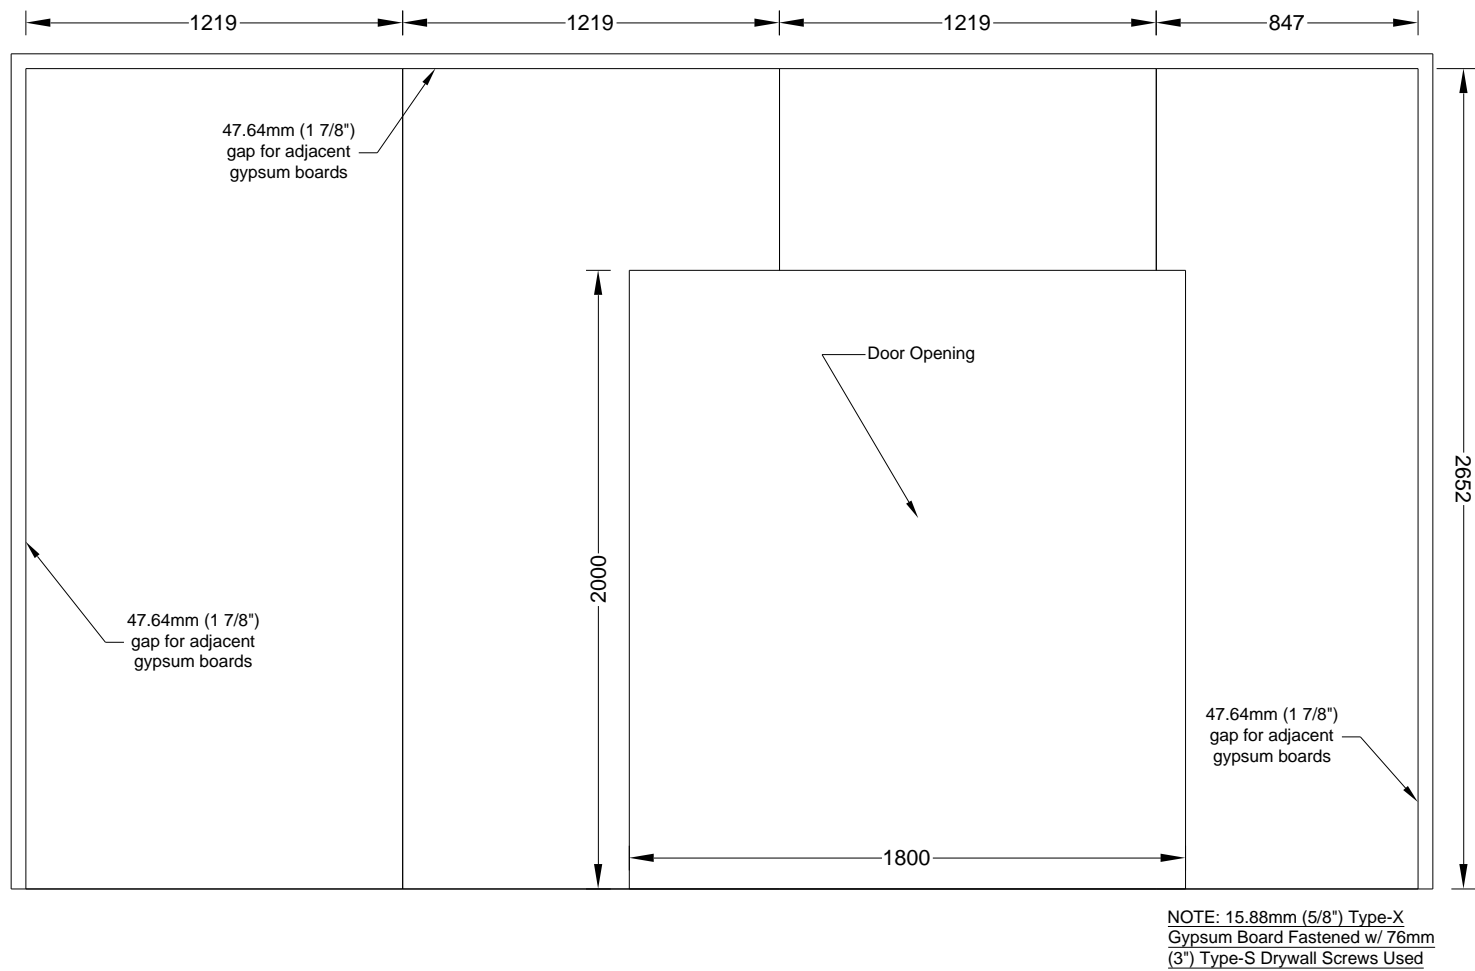 1219
1219
1219
847
47.64mm (1 7/8")
gap for adjacent
gypsum boards
Door Opening
2652
2000
47.64mm (1 7/8")
gap for adjacent
gypsum boards
47.64mm (1 7/8")
gap for adjacent
gypsum boards
1800
NOTE: 15.88mm (5/8") Type-X
Gypsum Board Fastened w/ 76mm
(3") Type-S Drywall Screws Used